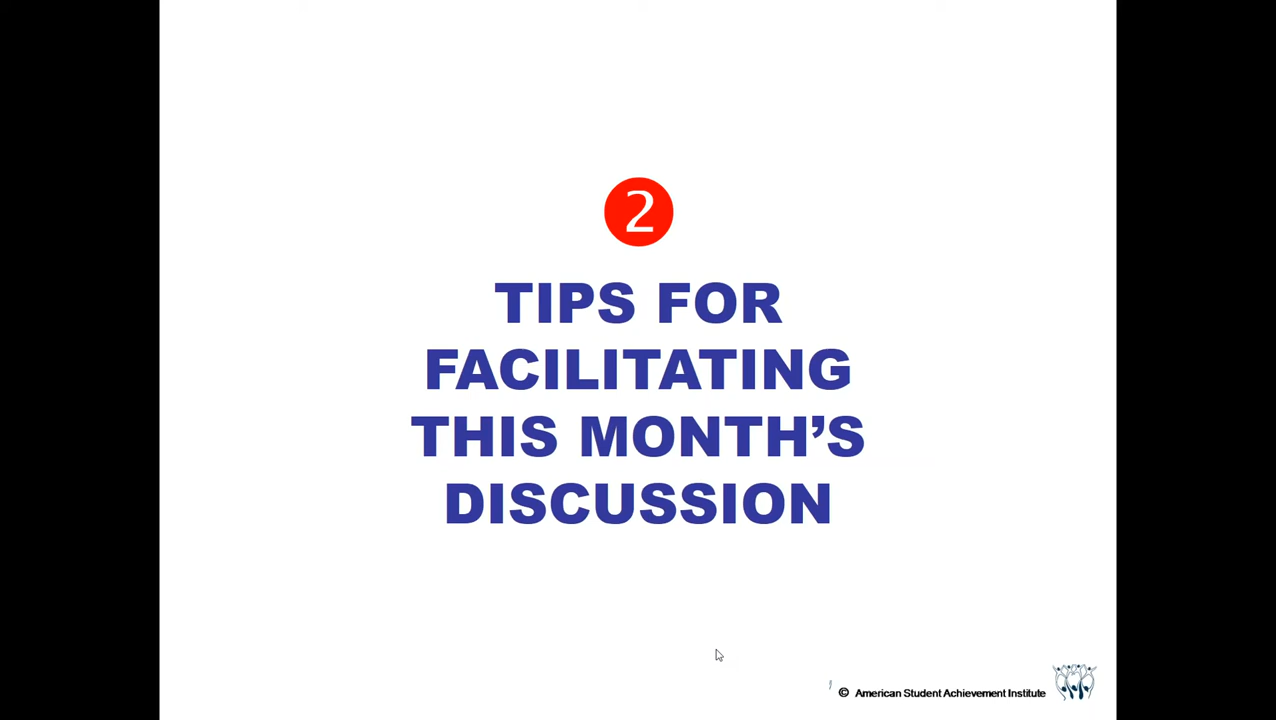 2
TIPS FOR
FACILITATING
THIS MONTH’S
DISCUSSION
© American Student Achievement Institute